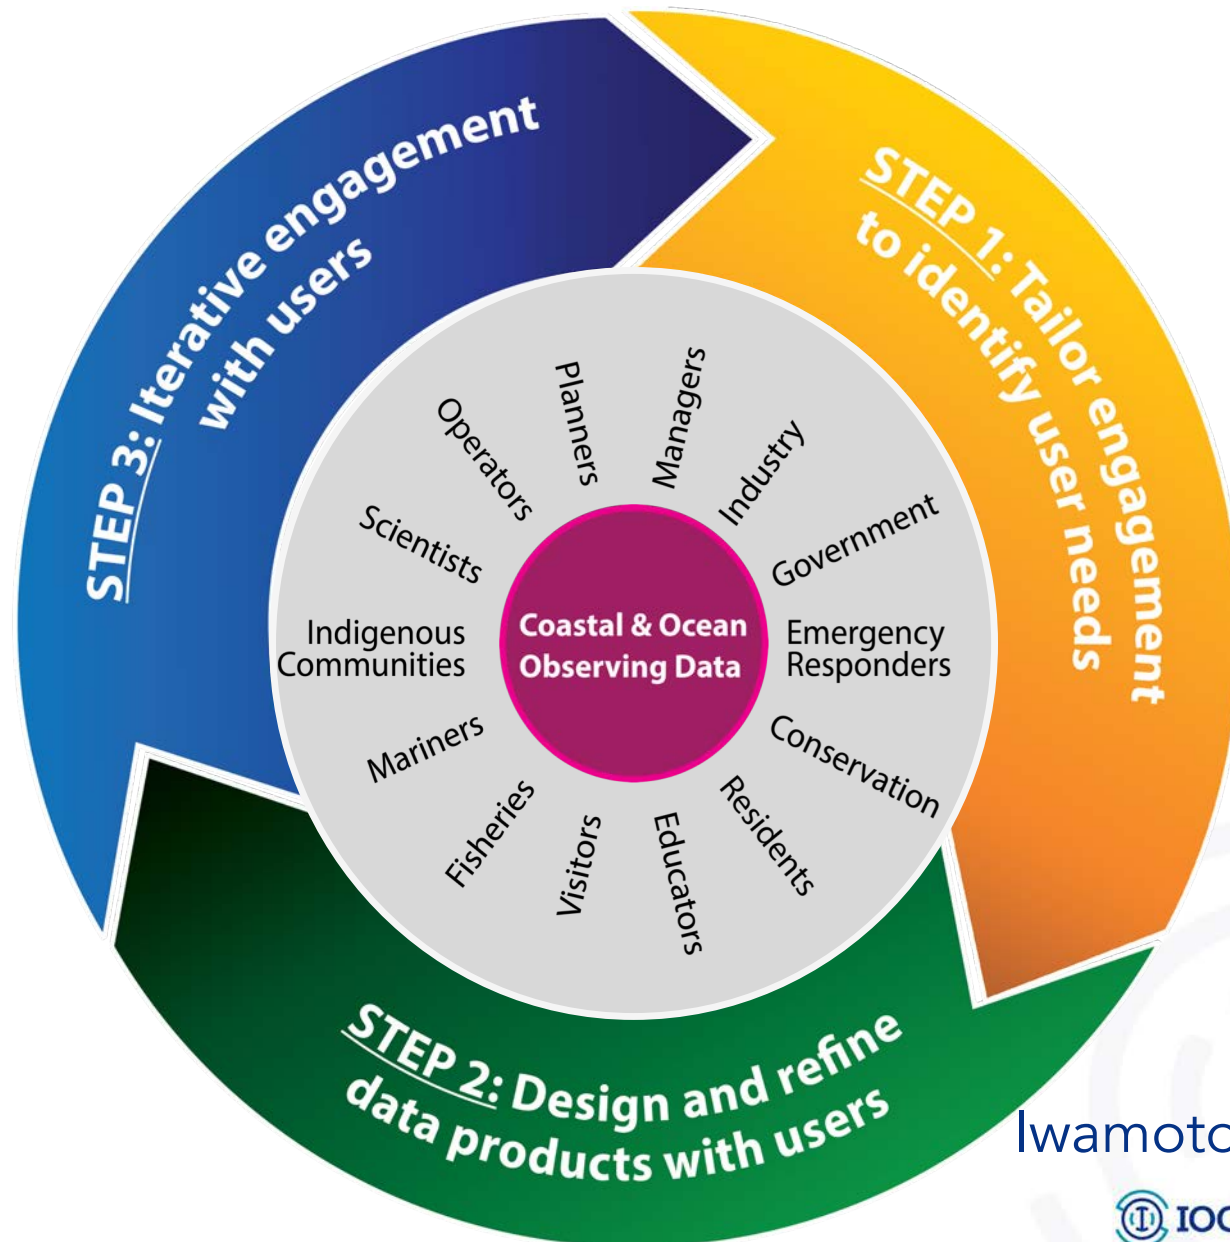 STEP 1: Tailor engagement
to identify user needs
STEP 2: Design and refine
data products with users
STEP 3: Iterative engagement
with users
Planners
Managers
Industry
Government
Emergency
Responders
Conservation
Residents
Educators
Visitors
Fisheries
Mariners
Indigenous
Communities
Scientists
Operators
Coastal & Ocean
Observing Data
Iwamoto